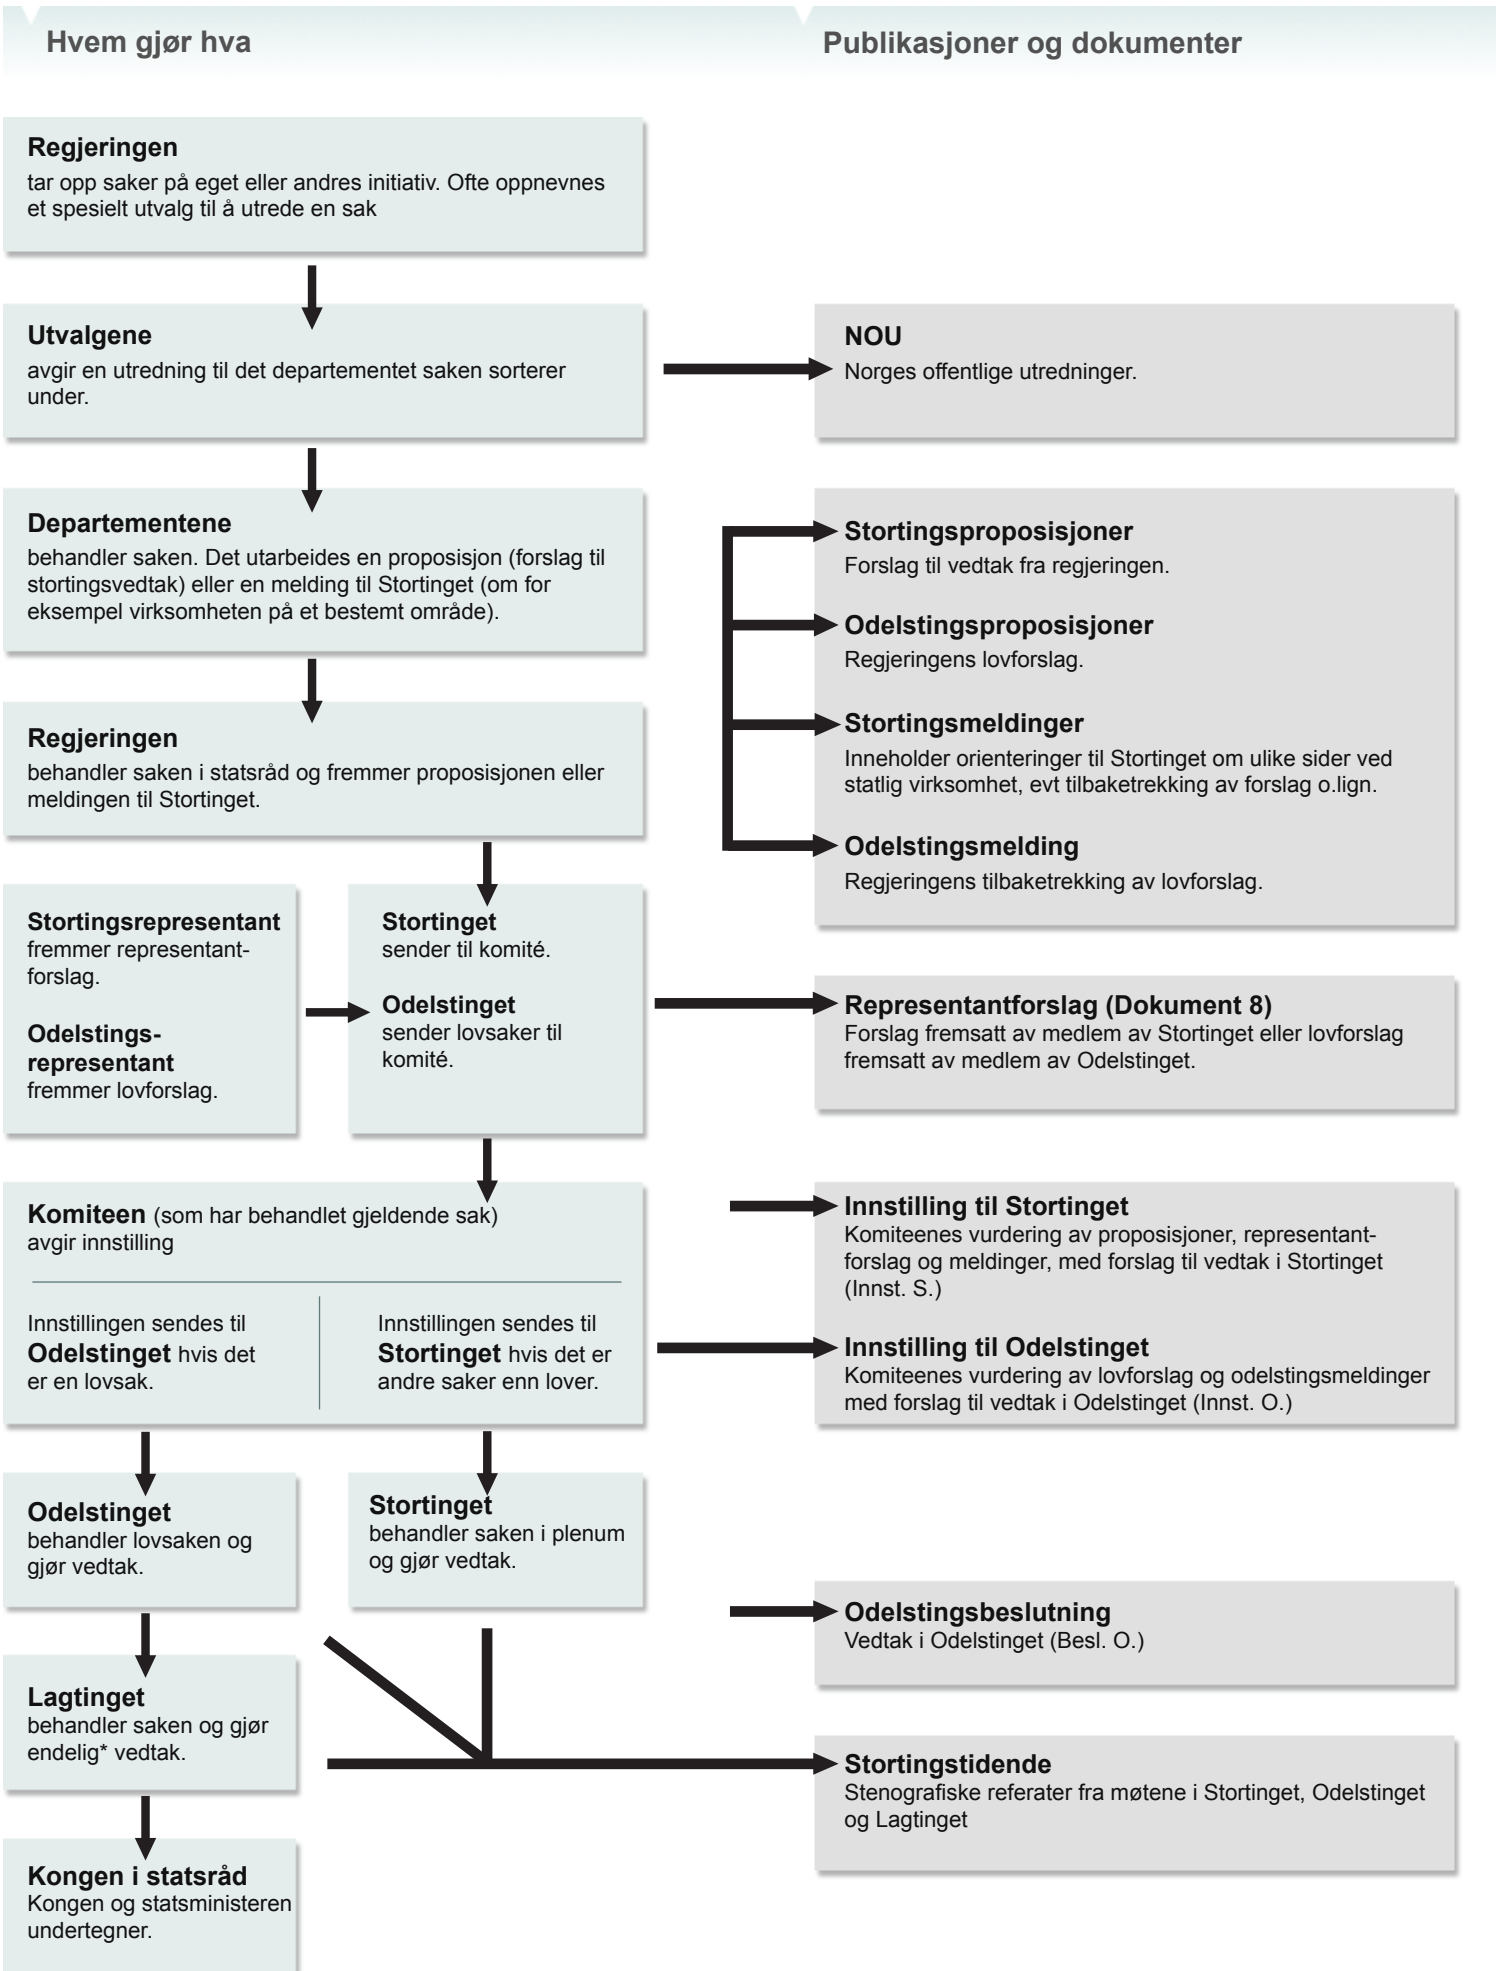 Hvem gjør hva
Publikasjoner og dokumenter
Regjeringen
tar opp saker på eget eller andres initiativ. Ofte oppnevnes
et spesielt utvalg til å utrede en sak
Utvalgene
avgir en utredning til det departementet saken sorterer
under.
NOU
Norges offentlige utredninger.
Departementene
behandler saken. Det utarbeides en proposisjon (forslag til
stortingsvedtak) eller en melding til Stortinget (om for
eksempel virksomheten på et bestemt område).
Regjeringen
behandler saken i statsråd og fremmer proposisjonen eller
meldingen til Stortinget.
Stortingsproposisjoner
Forslag til vedtak fra regjeringen.
Odelstingsproposisjoner
Regjeringens lovforslag.
Stortingsmeldinger
Inneholder orienteringer til Stortinget om ulike sider ved
statlig virksomhet, evt tilbaketrekking av forslag o.lign.
Odelstingsmelding
Regjeringens tilbaketrekking av lovforslag.
Stortingsrepresentant
fremmer representant-
forslag.
Odelstings-
representant
fremmer lovforslag.
Stortinget
sender til komité.
Odelstinget
sender lovsaker til
komité.
Representantforslag (Dokument 8)
Forslag fremsatt av medlem av Stortinget eller lovforslag
fremsatt av medlem av Odelstinget.
Komiteen (som har behandlet gjeldende sak)
avgir innstilling
Innstillingen sendes til
Odelstinget hvis det
er en lovsak.
Innstillingen sendes til
Stortinget hvis det er
andre saker enn lover.
Innstilling til Stortinget
Komiteenes vurdering av proposisjoner, representant-
forslag og meldinger, med forslag til vedtak i Stortinget
(Innst. S.)
Innstilling til Odelstinget
Komiteenes vurdering av lovforslag og odelstingsmeldinger
med forslag til vedtak i Odelstinget (Innst. O.)
Odelstinget
behandler lovsaken og
gjør vedtak.
Stortinget
behandler saken i plenum
og gjør vedtak.
Odelstingsbeslutning
Vedtak i Odelstinget (Besl. O.)
Lagtinget
behandler saken og gjør
endelig* vedtak.
Stortingstidende
Stenografiske referater fra møtene i Stortinget, Odelstinget
og Lagtinget
Kongen i statsråd
Kongen og statsministeren
undertegner.